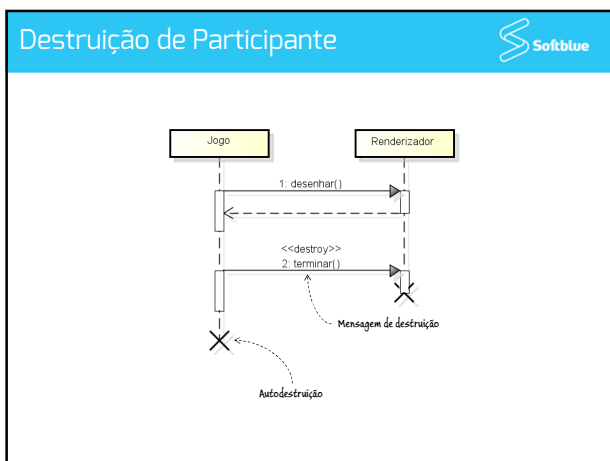 Destruição de Participante
Softblue
Jogo
Renderizador
1: desenhar()
<<destroy>>
2: terminar()
Mensagem de destruição
Autodestruição